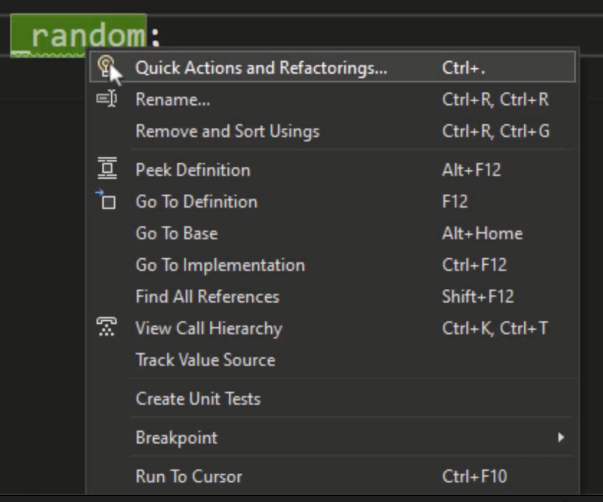 _random;
Quick Actions and Refactorings... Ctrl+.
Rename... Ctrl+R, Ctrl+R
Remove and Sort Usings Ctrl+R, Ctrl+G
Peek Definition Alt+F12
Go To Definition F12
Go To Base Alt+Home
Go To Implementation Ctrl+F12
Find All References Shift+F12
View Call Hierarchy Ctrl+K, Ctrl+T
Track Value Source
Create Unit Tests
Breakpoint
Run To Cursor Ctrl+F10